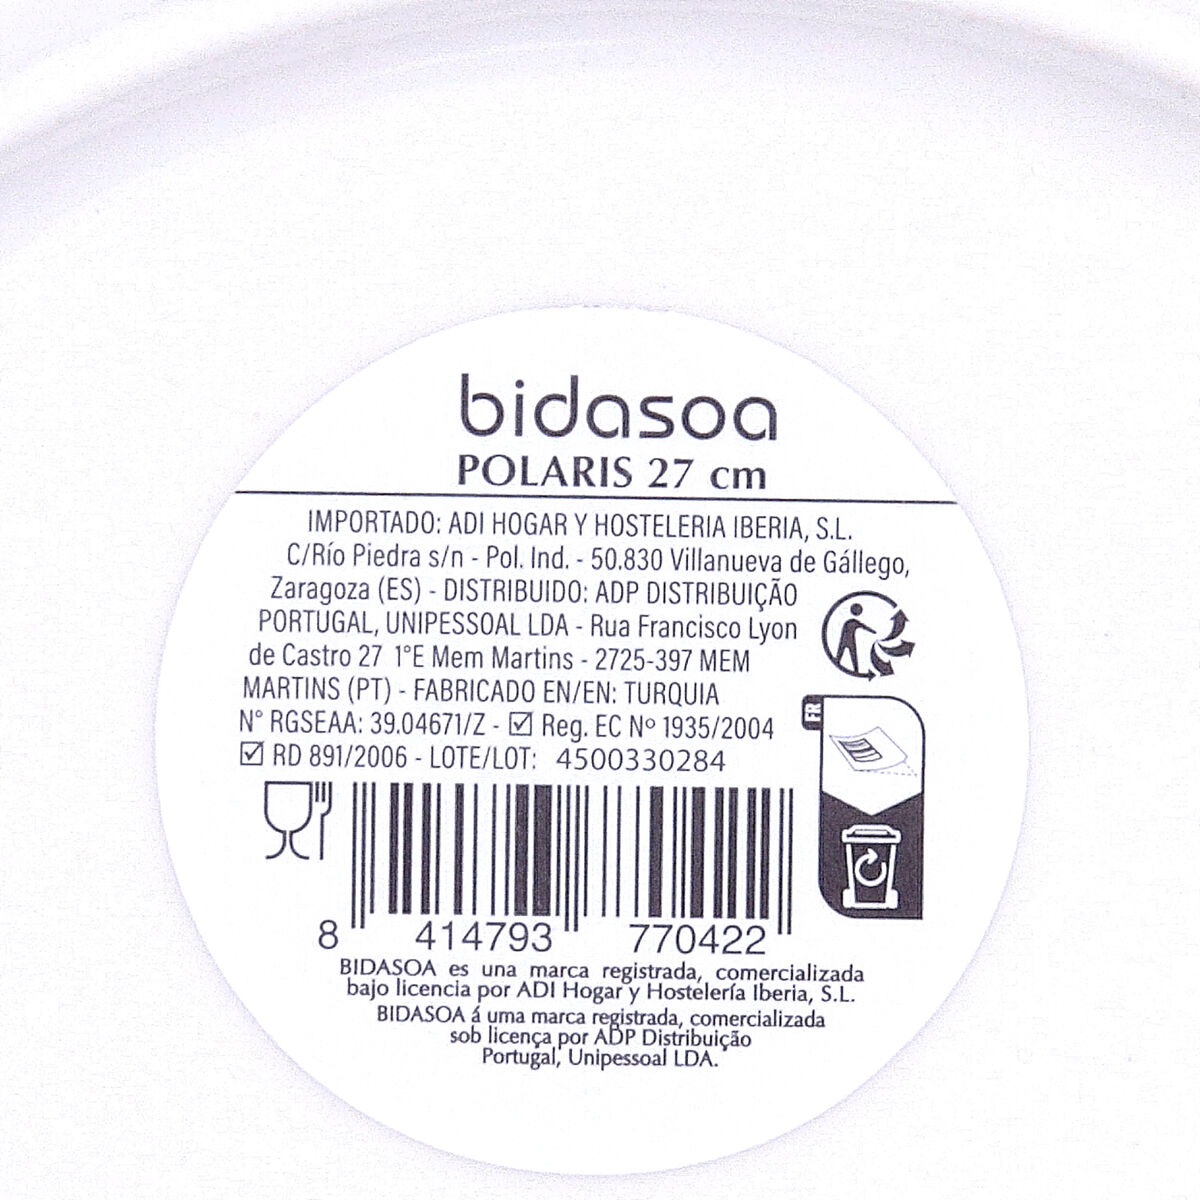 bidasoa
POLARIS 27 cm
IMPORTADO: ADI HOGAR Y HOSTELERIA IBERIA, S.L.
C/Río Piedra s/n - Pol. Ind. - 50.830 Villanueva de Gállego,
Zaragoza (ES) - DISTRIBUIDO: ADP DISTRIBUIÇÃO
PORTUGAL, UNIPESSOAL LDA - Rua Francisco Lyon
de Castro 27 1°E Mem Martins - 2725-397 MEM
MARTINS (PT) - FABRICADO EN/EN: TURQUIA
N° RGSEAA: 39.04671/Z - ☑ Reg. EC Nº 1935/2004
☑ RD 891/2006 - LOTE/LOT: 4500330284
FR
8 414793 770422
BIDASOA es una marca registrada, comercializada
bajo licencia por ADI Hogar y Hostelería Iberia, S.L.
BIDASOA á uma marca registrada, comercializada
sob licença por ADP Distribuição
Portugal, Unipessoal LDA.